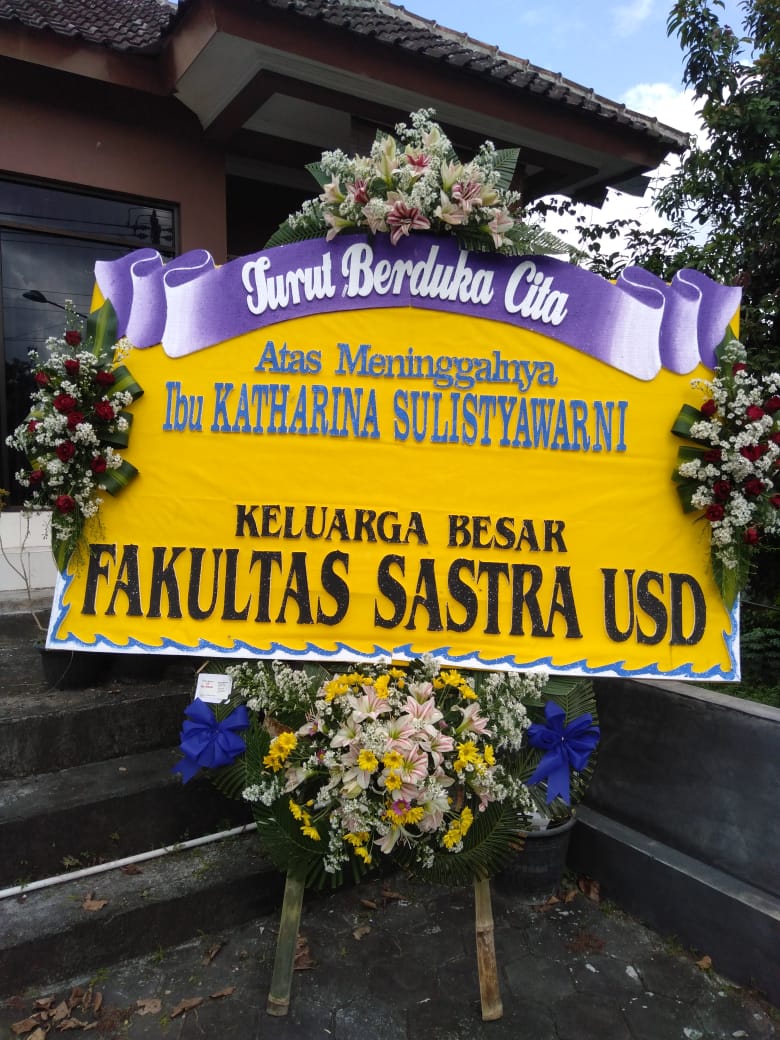 Turut Berduka Cita
Atas Meninggalnya
Ibu KATHARINA SULISTYAWARNI
KELUARGA BESAR
FAKULTAS SASTRA USD